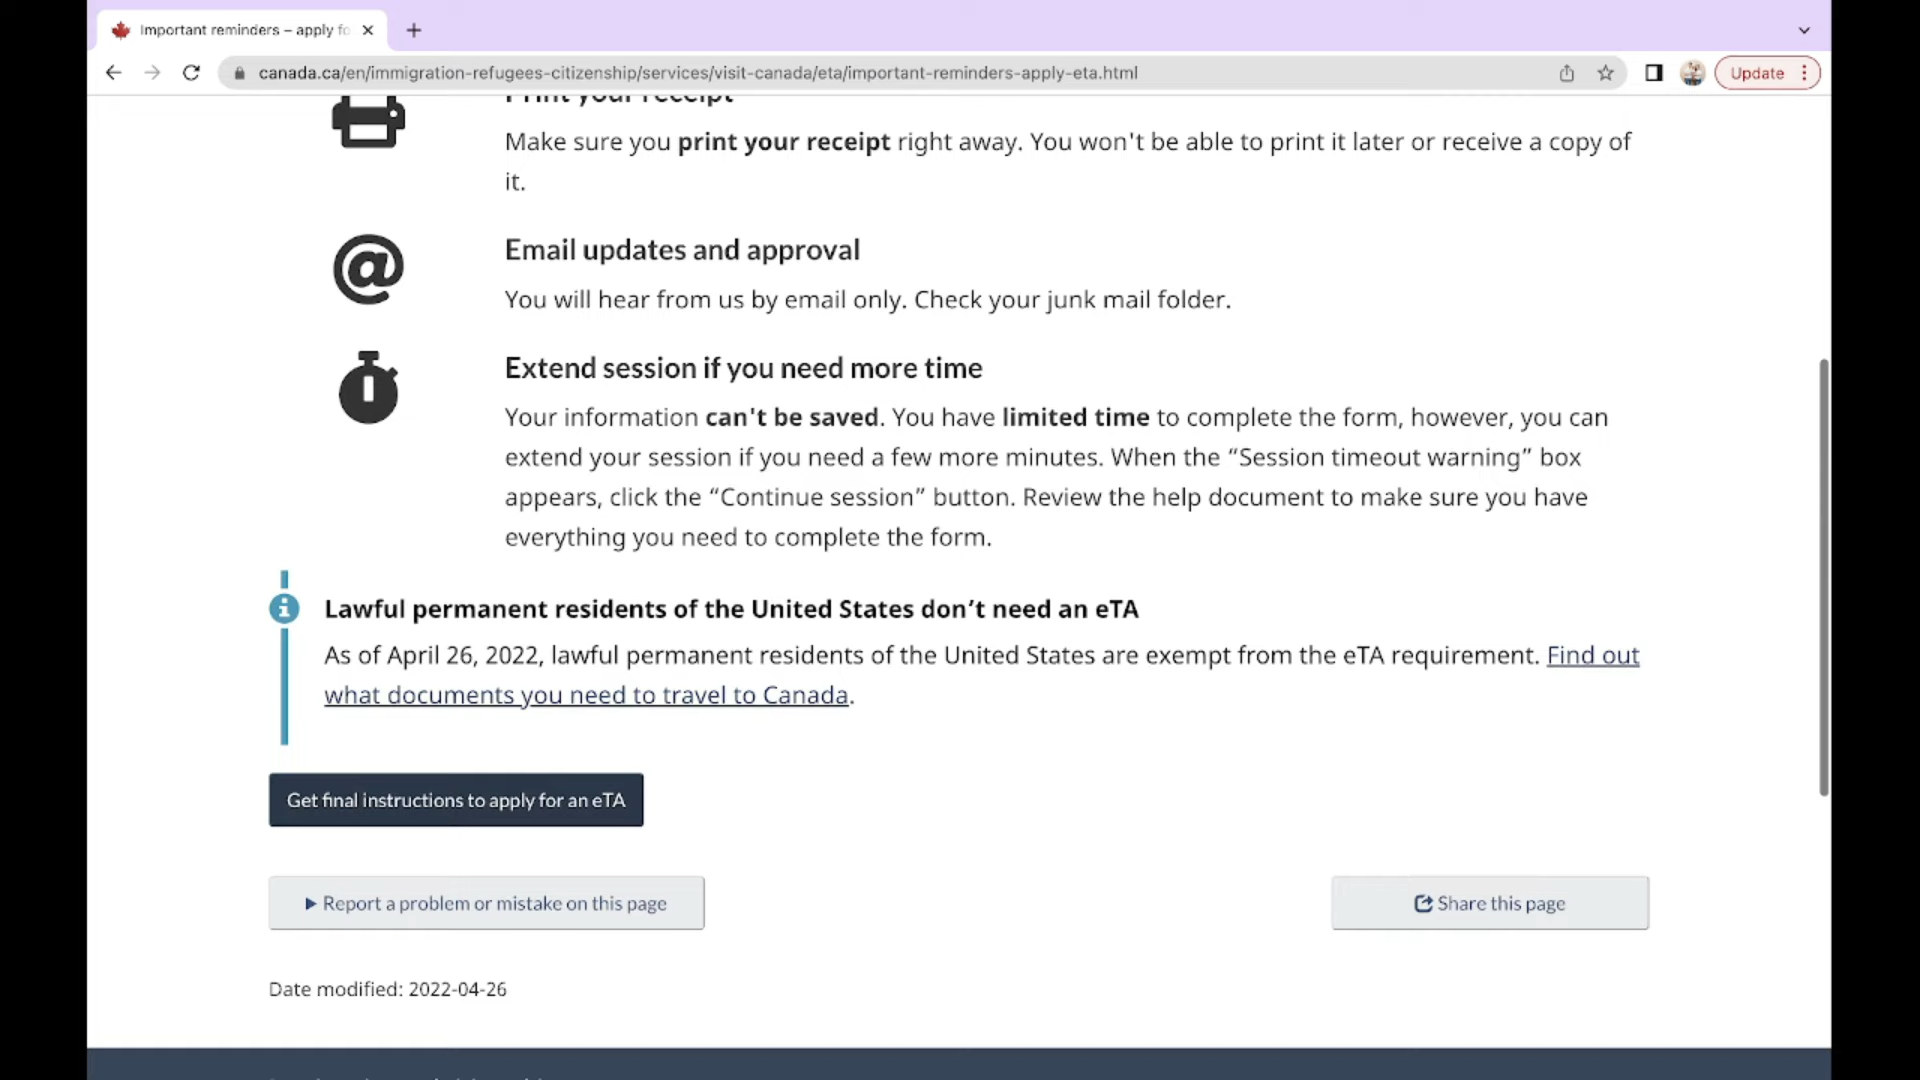 Important reminders – apply fo
canada.ca/en/immigration-refugees-citizenship/services/visit-canada/eta/important-reminders-apply-eta.html
Update
Print your receipt
Make sure you print your receipt right away. You won't be able to print it later or receive a copy of
it.
Email updates and approval
You will hear from us by email only. Check your junk mail folder.
Extend session if you need more time
Your information can't be saved. You have limited time to complete the form, however, you can
extend your session if you need a few more minutes. When the “Session timeout warning” box
appears, click the “Continue session” button. Review the help document to make sure you have
everything you need to complete the form.
Lawful permanent residents of the United States don’t need an eTA
As of April 26, 2022, lawful permanent residents of the United States are exempt from the eTA requirement. Find out
what documents you need to travel to Canada.
Get final instructions to apply for an eTA
Report a problem or mistake on this page
Share this page
Date modified: 2022-04-26